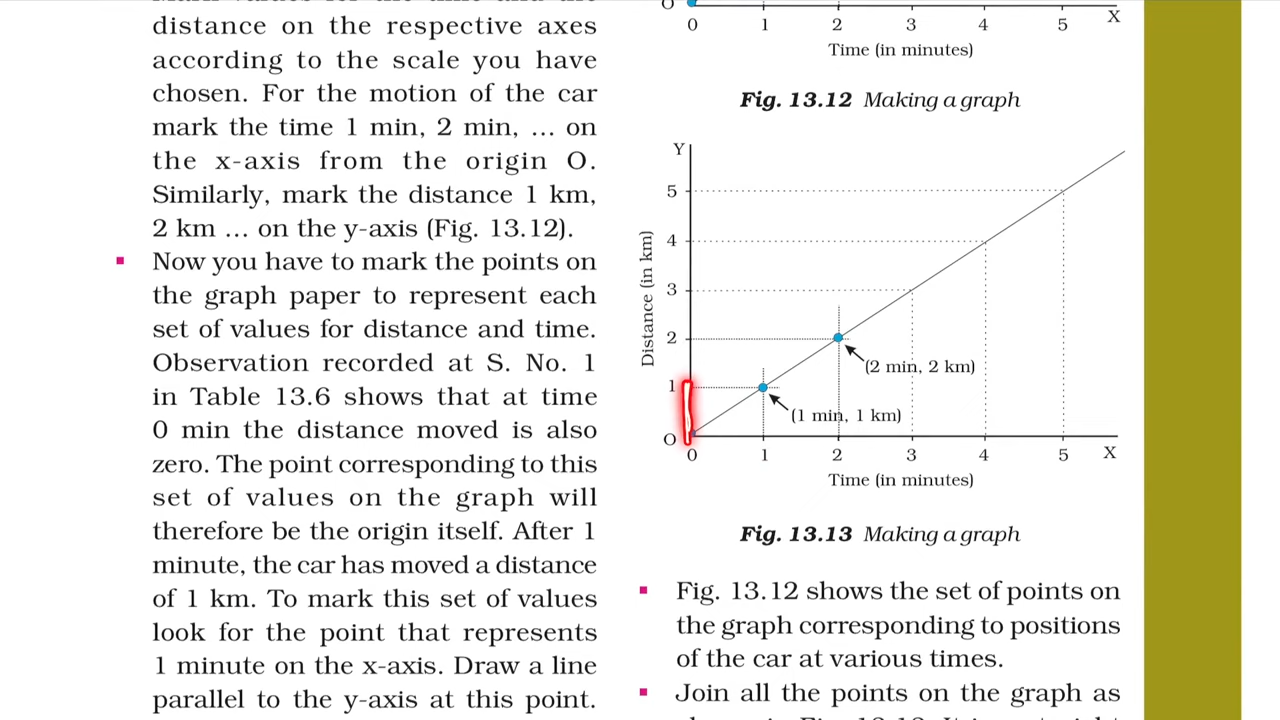 distance on the respective axes
according to the scale you have
chosen. For the motion of the car
mark the time 1 min, 2 min, ... on
the x-axis from the origin O.
Similarly, mark the distance 1 km,
2 km ... on the y-axis (Fig. 13.12).
Now you have to mark the points on
the graph paper to represent each
set of values for distance and time.
Observation recorded at S. No. 1
in Table 13.6 shows that at time
0 min the distance moved is also
zero. The point corresponding to this
set of values on the graph will
therefore be the origin itself. After 1
minute, the car has moved a distance
of 1 km. To mark this set of values
look for the point that represents
1 minute on the x-axis. Draw a line
parallel to the y-axis at this point.
O
0 1 2 3 4 5 X
Time (in minutes)
Fig. 13.12 Making a graph
Y
5
4
3
2
1
O
Distance (in km)
(2 min, 2 km)
(1 min, 1 km)
0 1 2 3 4 5 X
Time (in minutes)
Fig. 13.13 Making a graph
Fig. 13.12 shows the set of points on
the graph corresponding to positions
of the car at various times.
Join all the points on the graph as